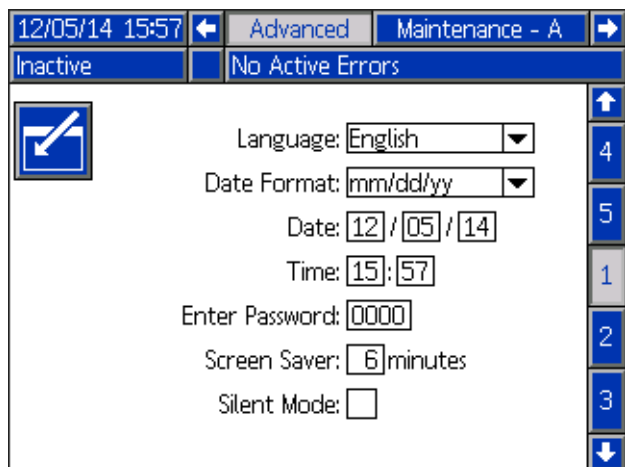 12/05/14 15:57 Advanced Maintenance - A
Inactive No Active Errors
Language: English
Date Format: mm/dd/yy
Date: 12 / 05 / 14
Time: 15 : 57
Enter Password: 0000
Screen Saver: 6 minutes
Silent Mode:
4
5
1
2
3